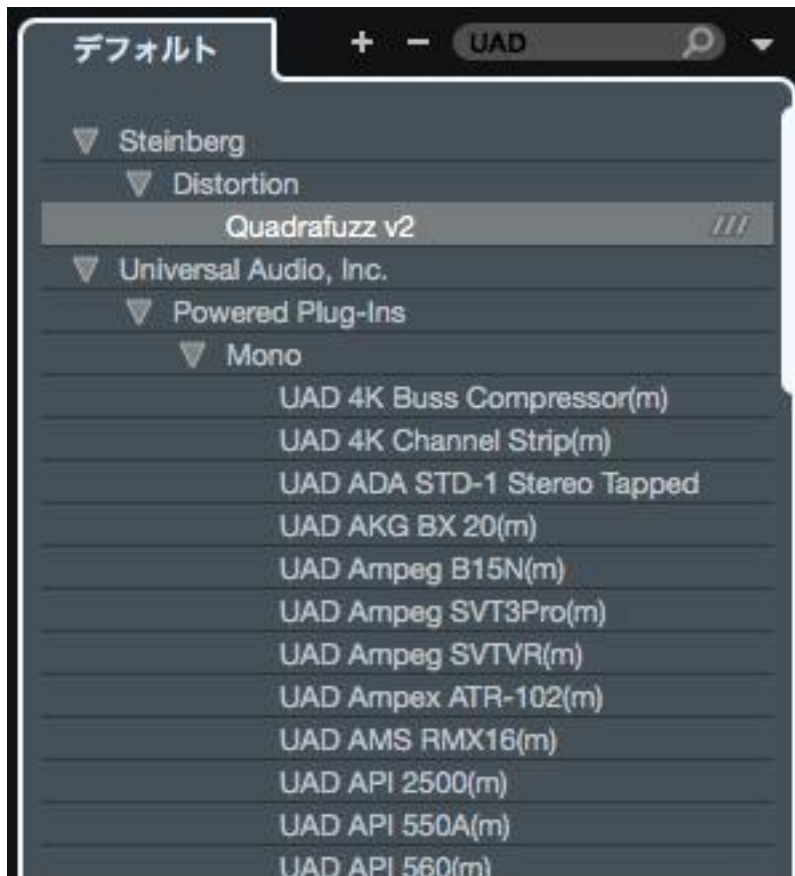 デフォルト + − UAD
Steinberg
Distortion
Quadrafuzz v2
Universal Audio, Inc.
Powered Plug-Ins
Mono
UAD 4K Buss Compressor(m)
UAD 4K Channel Strip(m)
UAD ADA STD-1 Stereo Tapped
UAD AKG BX 20(m)
UAD Ampeg B15N(m)
UAD Ampeg SVT3Pro(m)
UAD Ampeg SVTVR(m)
UAD Ampex ATR-102(m)
UAD AMS RMX16(m)
UAD API 2500(m)
UAD API 550A(m)
UAD API 560(m)